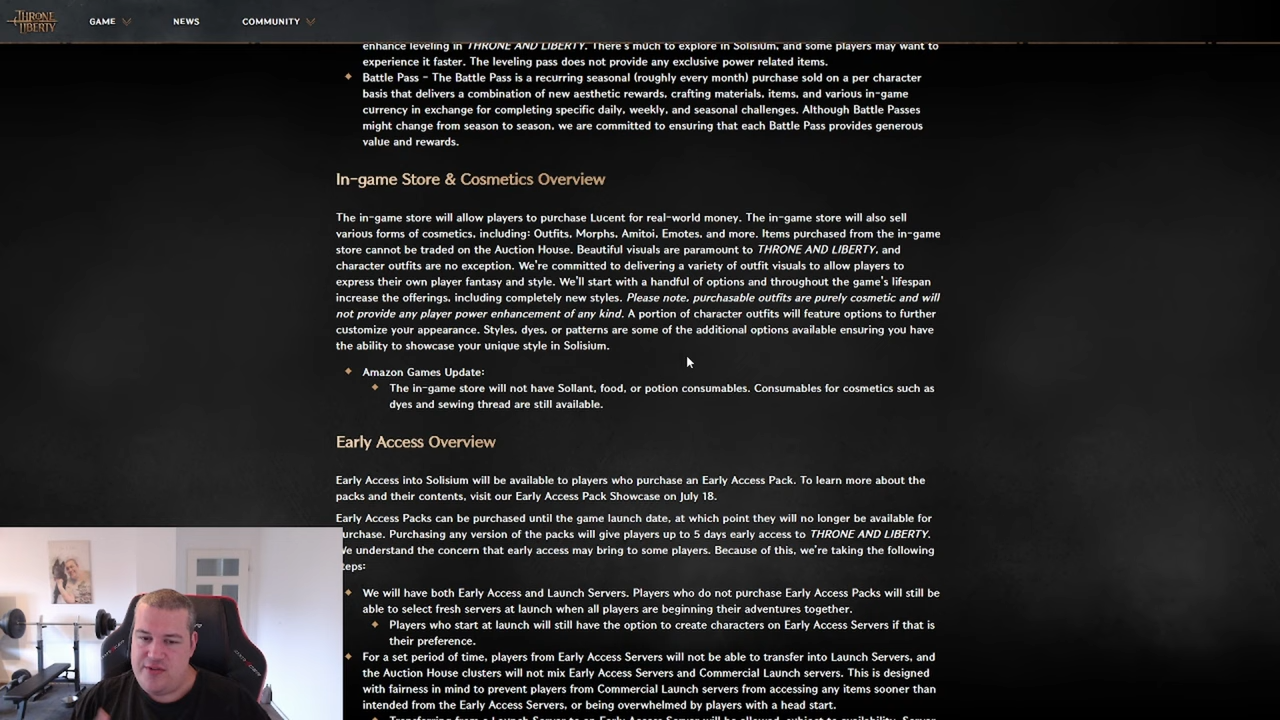 THRONE
AND
LIBERTY
GAME
NEWS
COMMUNITY
enhance leveling in THRONE AND LIBERTY. There's much to explore in Solisium, and some players may want to
experience it faster. The leveling pass does not provide any exclusive power related items.
Battle Pass – The Battle Pass is a recurring seasonal (roughly every month) purchase sold on a per character
basis that delivers a combination of new aesthetic rewards, crafting materials, items, and various in-game
currency in exchange for completing specific daily, weekly, and seasonal challenges. Although Battle Passes
might change from season to season, we are committed to ensuring that each Battle Pass provides generous
value and rewards.
In-game Store & Cosmetics Overview
The in-game store will allow players to purchase Lucent for real-world money. The in-game store will also sell
various forms of cosmetics, including: Outfits, Morphs, Amitoi, Emotes, and more. Items purchased from the in-game
store cannot be traded on the Auction House. Beautiful visuals are paramount to THRONE AND LIBERTY, and
character outfits are no exception. We're committed to delivering a variety of outfit visuals to allow players to
express their own player fantasy and style. We'll start with a handful of options and throughout the game's lifespan
increase the offerings, including completely new styles. Please note, purchasable outfits are purely cosmetic and will
not provide any player power enhancement of any kind. A portion of character outfits will feature options to further
customize your appearance. Styles, dyes, or patterns are some of the additional options available ensuring you have
the ability to showcase your unique style in Solisium.
Amazon Games Update:
The in-game store will not have Sollant, food, or potion consumables. Consumables for cosmetics such as
dyes and sewing thread are still available.
Early Access Overview
Early Access into Solisium will be available to players who purchase an Early Access Pack. To learn more about the
packs and their contents, visit our Early Access Pack Showcase on July 18.
Early Access Packs can be purchased until the game launch date, at which point they will no longer be available for
urchase. Purchasing any version of the packs will give players up to 5 days early access to THRONE AND LIBERTY.
We understand the concern that early access may bring to some players. Because of this, we're taking the following
teps:
We will have both Early Access and Launch Servers. Players who do not purchase Early Access Packs will still be
able to select fresh servers at launch when all players are beginning their adventures together.
Players who start at launch will still have the option to create characters on Early Access Servers if that is
their preference.
For a set period of time, players from Early Access Servers will not be able to transfer into Launch Servers, and
the Auction House clusters will not mix Early Access Servers and Commercial Launch servers. This is designed
with fairness in mind to prevent players from Commercial Launch servers from accessing any items sooner than
intended from the Early Access Servers, or being overwhelmed by players with a head start.
Transferring from a Launch Server to an Early Access Server will be allowed, subject to availability. Server